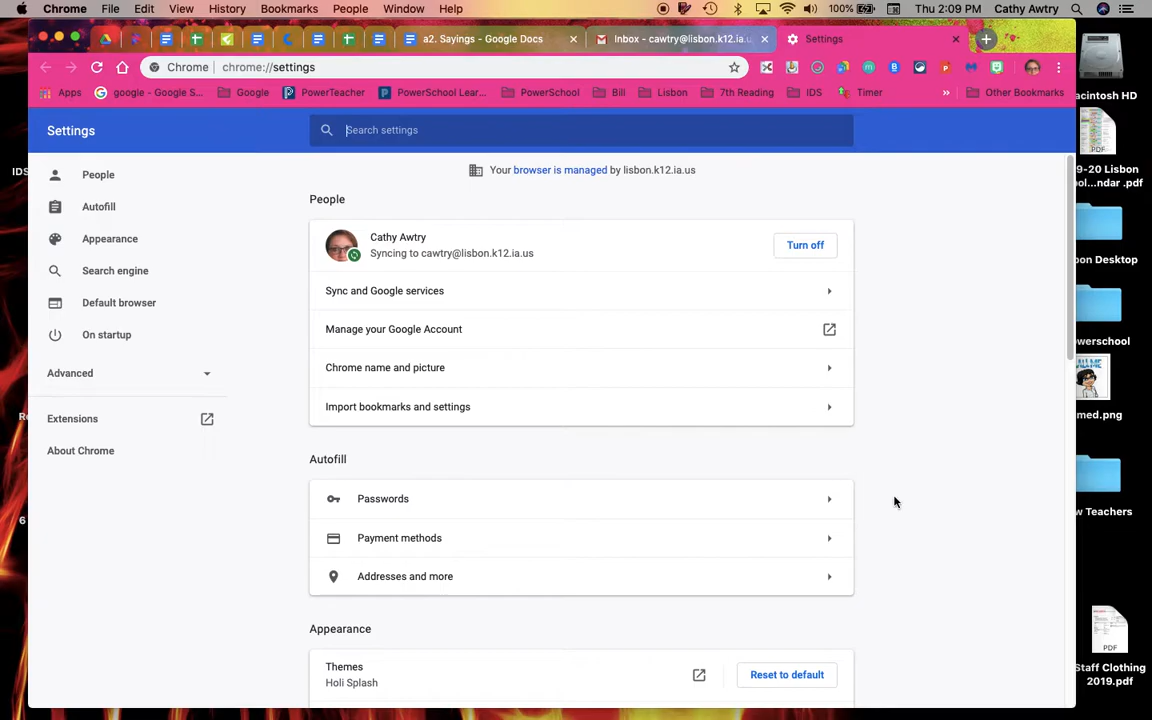 Chrome File Edit View History Bookmarks People Window Help 100% Thu 2:09 PM Cathy Awtry
a2. Sayings - Google Docs Inbox - cawtry@lisbon.k12.ia.u Settings
Chrome chrome://settings
Apps google - Google S... Google PowerTeacher PowerSchool Lear... PowerSchool Bill Lisbon 7th Reading IDS Timer » Other Bookmarks
Settings
Search settings
Your browser is managed by lisbon.k12.ia.us
People
Autofill
Appearance
Search engine
Default browser
On startup
Advanced
Extensions
About Chrome
People
Cathy Awtry
Syncing to cawtry@lisbon.k12.ia.us
Turn off
Sync and Google services
Manage your Google Account
Chrome name and picture
Import bookmarks and settings
Autofill
Passwords
Payment methods
Addresses and more
Appearance
Themes
Holi Splash
Reset to default
IDS
6
acintosh HD
PDF
9-20 Lisbon
ol...ndar .pdf
bon Desktop
owerschool
med.png
w Teachers
PDF
Staff Clothing
2019.pdf